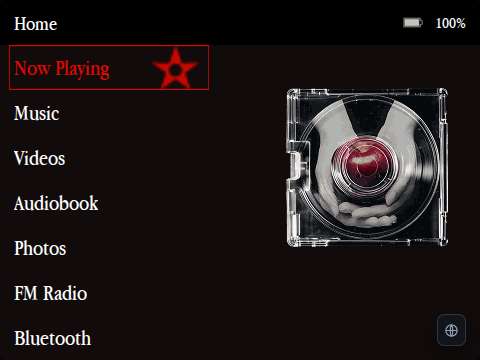 Home
100%
Now Playing
Music
Videos
Audiobook
Photos
FM Radio
Bluetooth